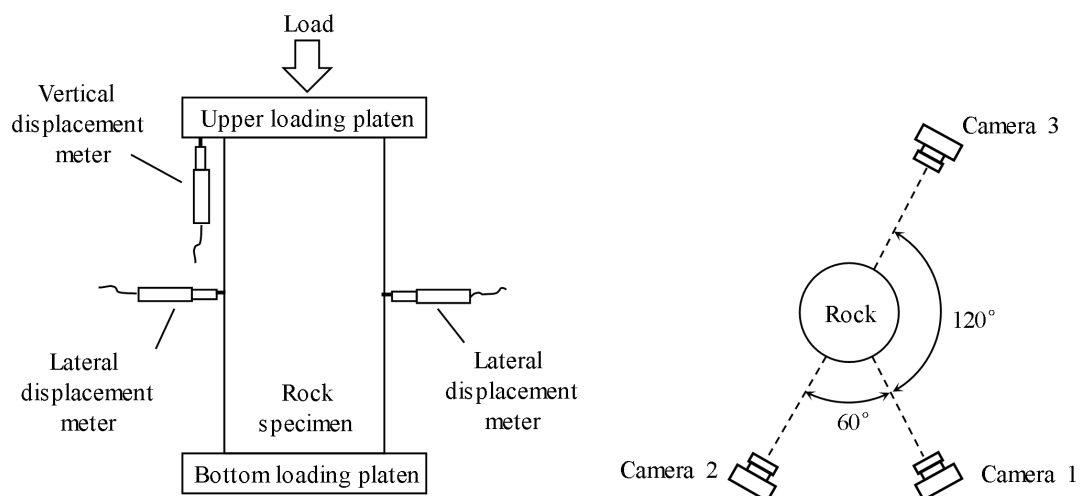 Load
Vertical
displacement
meter
Upper loading platen
Lateral
displacement
meter
Lateral
displacement
meter
Rock
specimen
Bottom loading platen
Camera 3
Rock
120°
60°
Camera 2
Camera 1